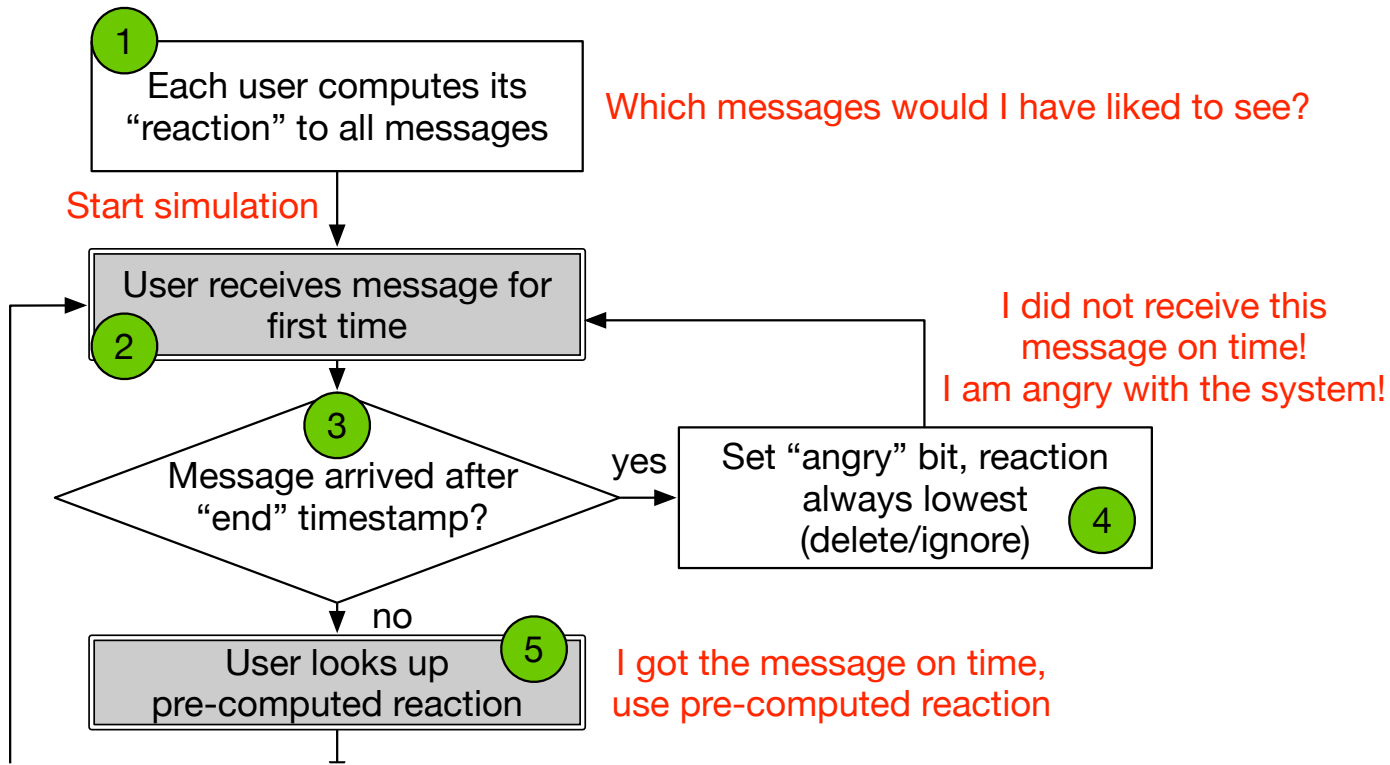 1
Each user computes its
“reaction” to all messages
Which messages would I have liked to see?
Start simulation
User receives message for
first time
2
I did not receive this
message on time!
I am angry with the system!
3
Message arrived after
“end” timestamp?
yes
Set “angry” bit, reaction
always lowest
(delete/ignore)
4
no
5
User looks up
pre-computed reaction
I got the message on time,
use pre-computed reaction